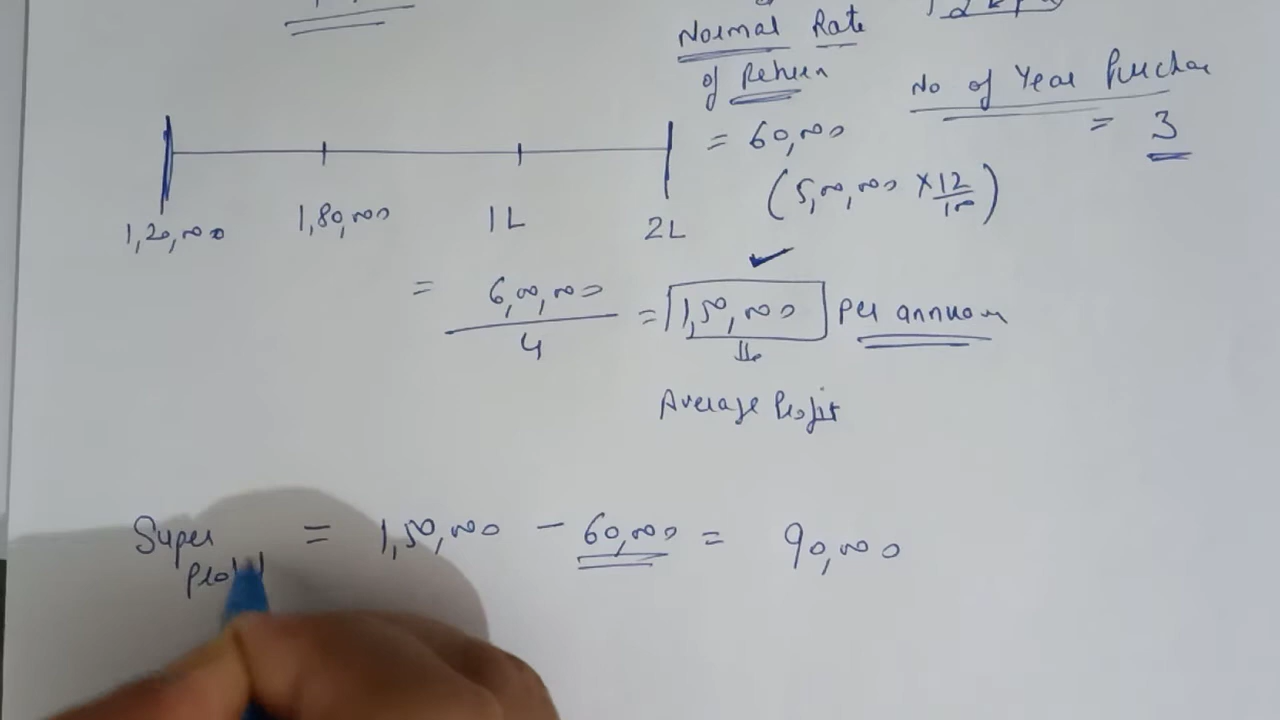 Normal Rate
of Return
= 60,000
(5,00,000 × 12/100)
No of Year Purchase
= 3
1,20,000 1,80,000 1L 2L
= 6,00,000/4 = 1,50,000 Per annum
Average Profit
Super Profit = 1,50,000 - 60,000 = 90,000